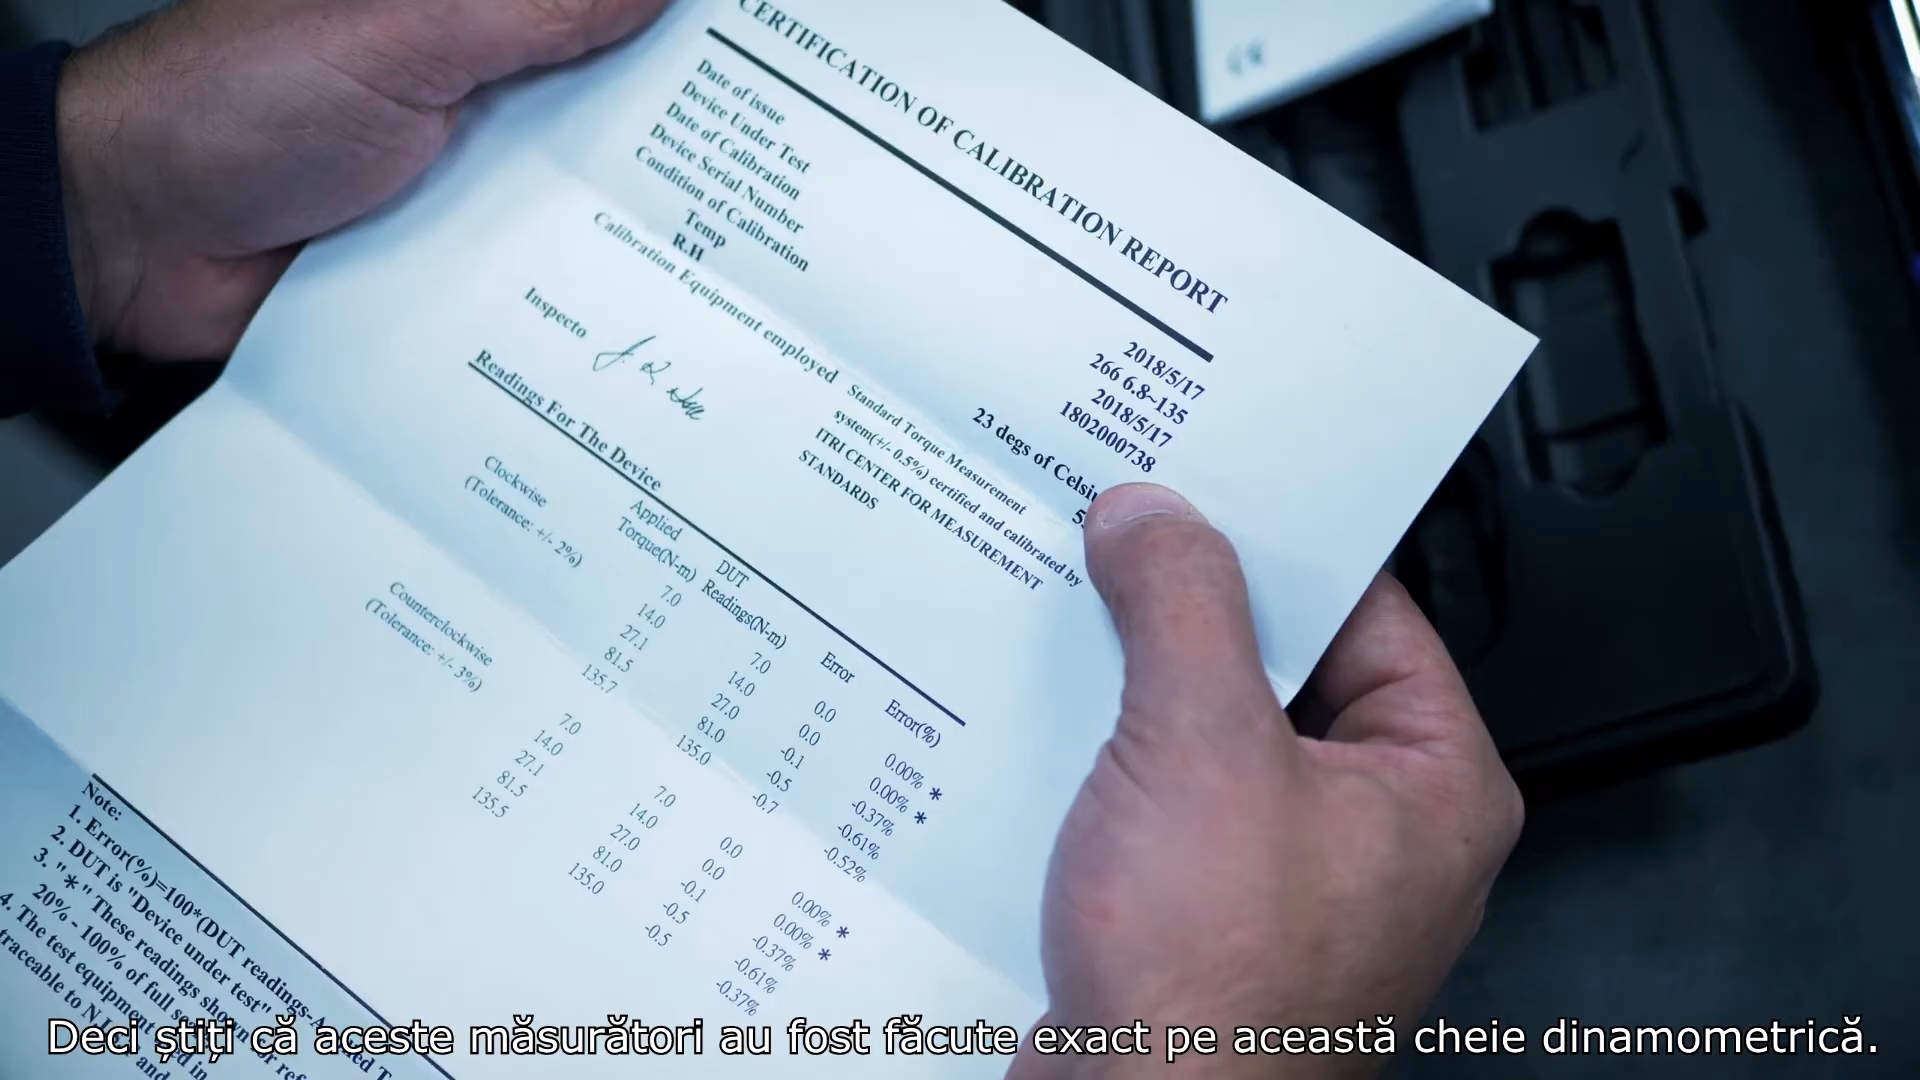 CERTIFICATION OF CALIBRATION REPORT
Date of issue 2018/5/17
Device Under Test 266 6.8~135
Date of Calibration 2018/5/17
Device Serial Number 1802000738
Condition of Calibration
Temp 23 degs of
R.H
Calibration Equipment employed
Standard Torque Measurement
system(+/- 0.5%) certified and calibrated by
ITRI CENTER FOR MEASUREMENT
STANDARDS
Inspecto
Readings For The Device
Applied Torque(N-m) DUT Readings(N-m) Error Error(%)
Clockwise
(Tolerance: +/- 2%)
7.0 7.0 0.0 0.00% *
14.0 14.0 0.0 0.00% *
27.1 27.0 -0.1 -0.37%
81.5 81.0 -0.5 -0.61%
135.7 135.0 -0.7 -0.52%
Counterclockwise
(Tolerance: +/- 3%)
7.0 7.0 0.0 0.00% *
14.0 14.0 0.0 0.00% *
27.1 27.0 -0.1 -0.37%
81.5 81.0 -0.5 -0.61%
135.5 135.0 -0.5 -0.37%
Note:
1. Error(%)=100*(DUT readings-
2. DUT is "Device under test"
3. "*" These readings
20% - 100% of full
4. The test equipment
traceable to
and
CE
Deci știți că aceste măsurători au fost făcute exact pe această cheie dinamometrică.